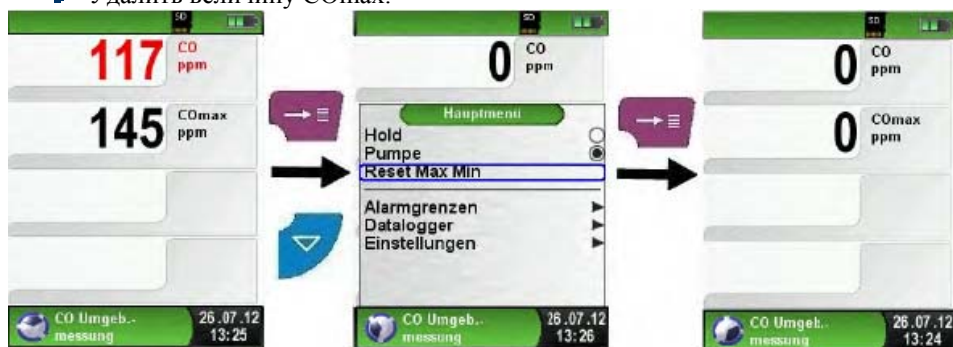 Удалить величину COmax.
SD
117 CO ppm
145 COmax ppm
CO Umgeb.- messung
26.07.12 13:25
SD
0 CO ppm
Hauptmenü
Hold
Pumpe
Reset Max Min
Alarmgrenzen
Datalogger
Einstellungen
CO Umgeb.- messung
26.07.12 13:26
SD
0 CO ppm
0 COmax ppm
CO Umgeb.- messung
26.07.12 13:24